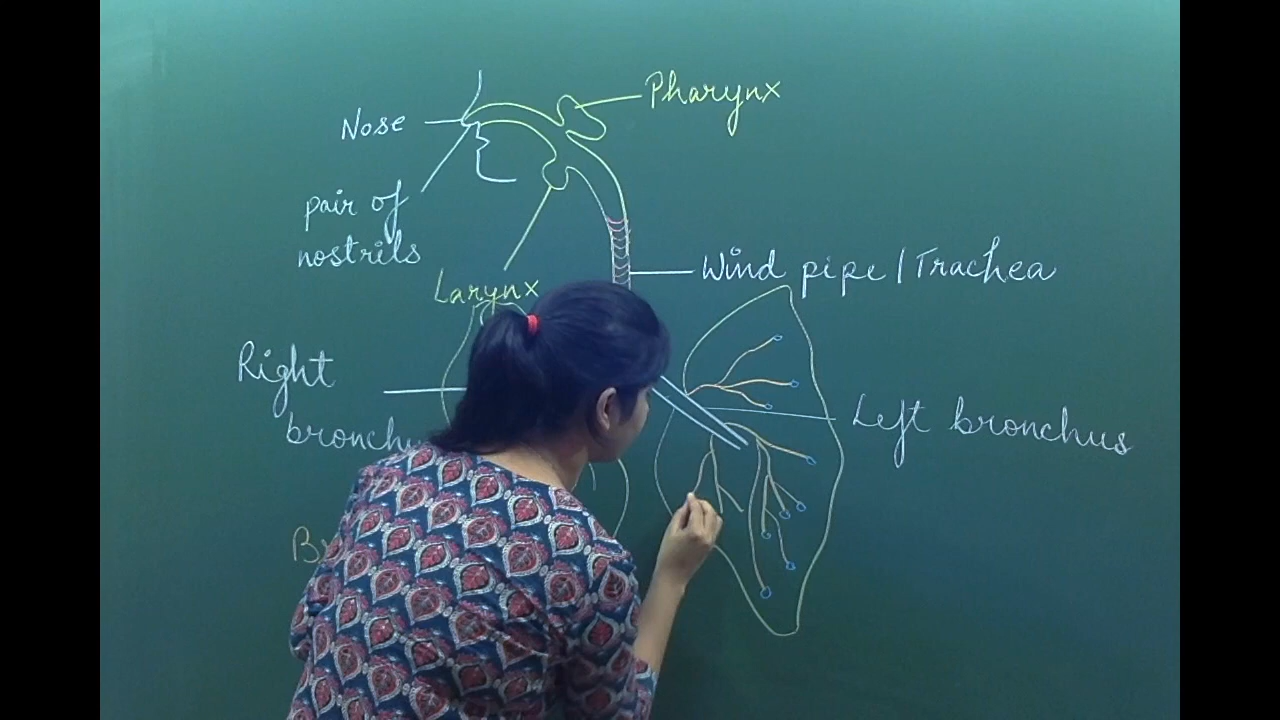 Pharynx
Nose
pair of
nostrils
Larynx
Wind pipe / Trachea
Right
Left bronchus